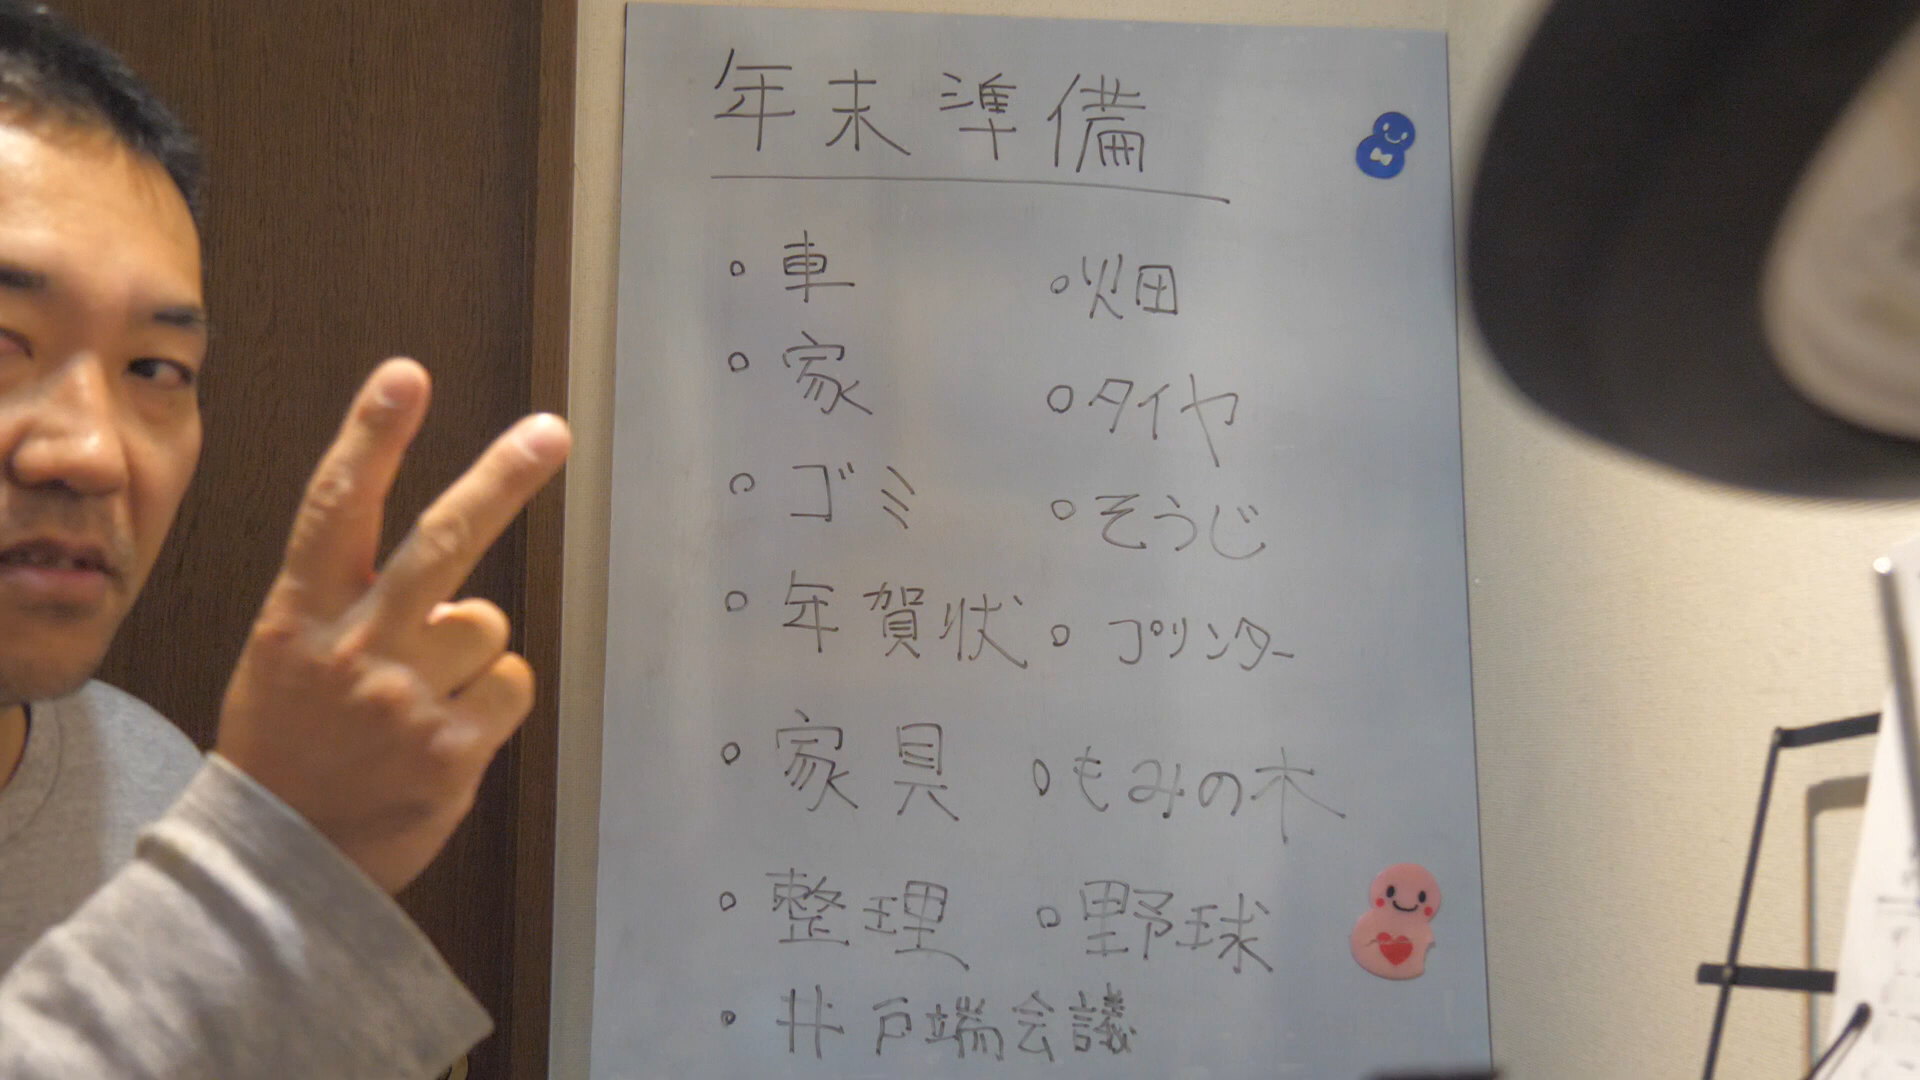 年末準備
○車
○家
○ゴミ
○年賀状
○家具
○整理
○井戸端会議
○畑
○タイヤ
○そうじ
○プリンター
○もみの木
○野球